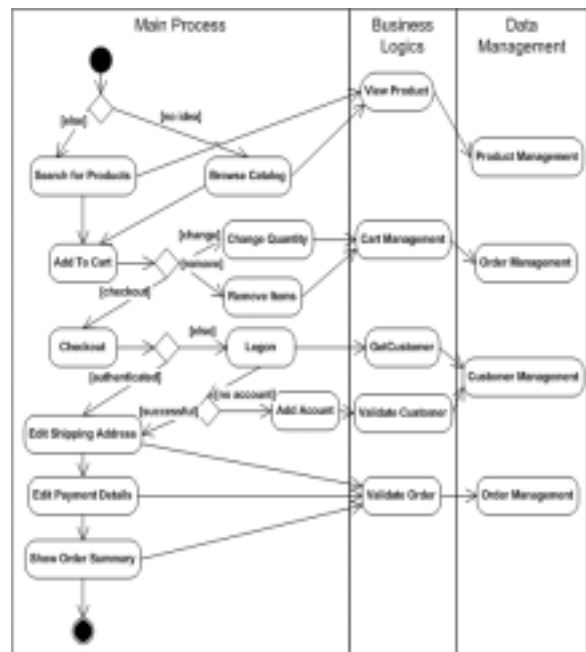 Main Process
Business
Logics
Data
Management
[else]
[no idea]
View Product
Search for Products
Browse Catalog
Product Management
[change]
Change Quantity
Add To Cart
Cart Management
Order Management
[remove]
[checkout]
Remove Items
Checkout
[else]
Logon
GetCustomer
Customer Management
[authenticated]
[successful]
[no account]
Add Acount
Validate Customer
Edit Shipping Address
Edit Payment Details
Validate Order
Order Management
Show Order Summary